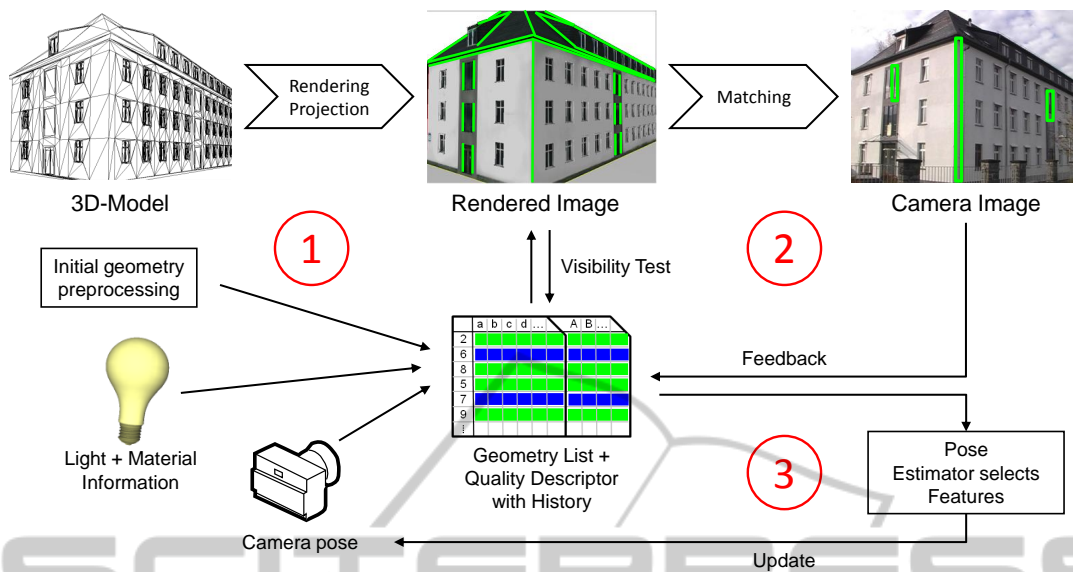 Rendering
Projection
Matching
3D-Model
Rendered Image
Camera Image
1
2
Initial geometry
preprocessing
Visibility Test
a b c d ... A B ...
2
6
8
5
7
9
⋮
Feedback
Light + Material
Information
Geometry List +
Quality Descriptor
with History
3
Pose
Estimator selects
Features
Camera pose
Update
SCITEPRESS